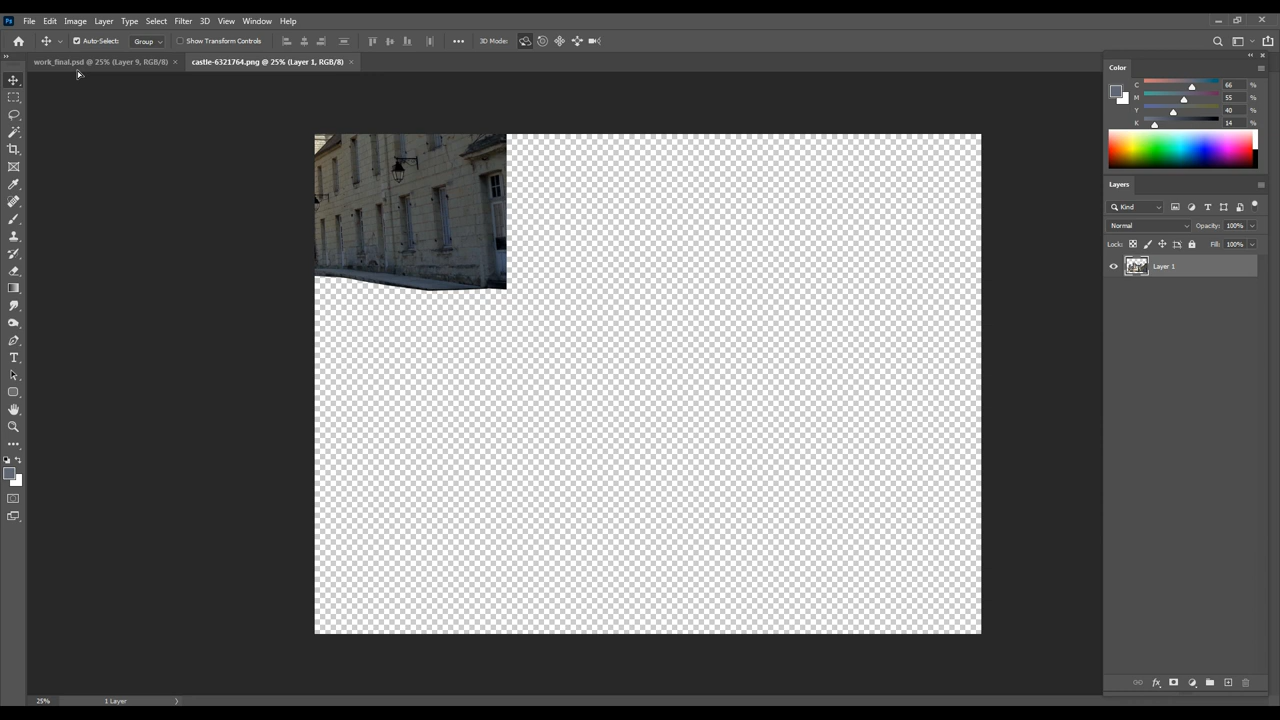 Ps File Edit Image Layer Type Select Filter 3D View Window Help
Auto-Select: Group Show Transform Controls 3D Mode:
work_final.psd @ 25% (Layer 9, RGB/8) × castle-6321764.png @ 25% (Layer 1, RGB/8) ×
Color
C 66 %
M 55 %
Y 40 %
K 14 %
Layers
Kind
Normal Opacity: 100%
Lock: Fill: 100%
Layer 1
fx
25% 1 Layer